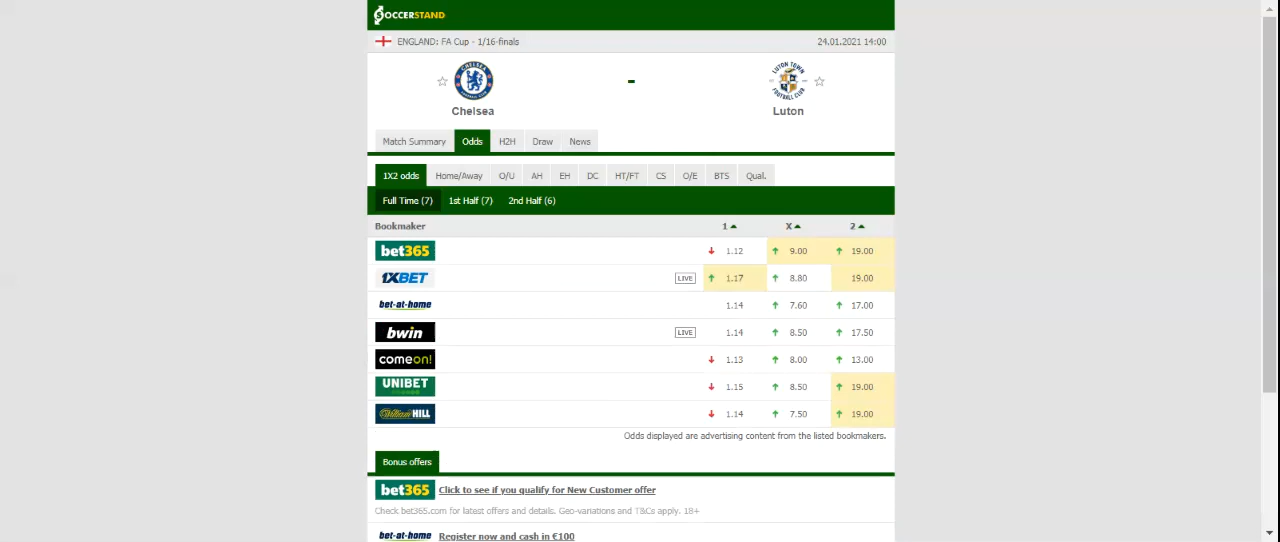 SOCCERSTAND
ENGLAND: FA Cup - 1/16-finals 24.01.2021 14:00
-
Chelsea Luton
Match Summary Odds H2H Draw News
1X2 odds Home/Away O/U AH EH DC HT/FT CS O/E BTS Qual.
Full Time (7) 1st Half (7) 2nd Half (6)
Bookmaker 1 X 2
bet365 1.12 9.00 19.00
1XBET LIVE 1.17 8.80 19.00
bet-at-home 1.14 7.60 17.00
bwin LIVE 1.14 8.50 17.50
comeon! 1.13 8.00 13.00
UNIBET 1.15 8.50 19.00
William HILL 1.14 7.50 19.00
Odds displayed are advertising content from the listed bookmakers.
Bonus offers
bet365 Click to see if you qualify for New Customer offer
Check bet365.com for latest offers and details. Geo-variations and T&Cs apply. 18+
bet-at-home Register now and cash in €100